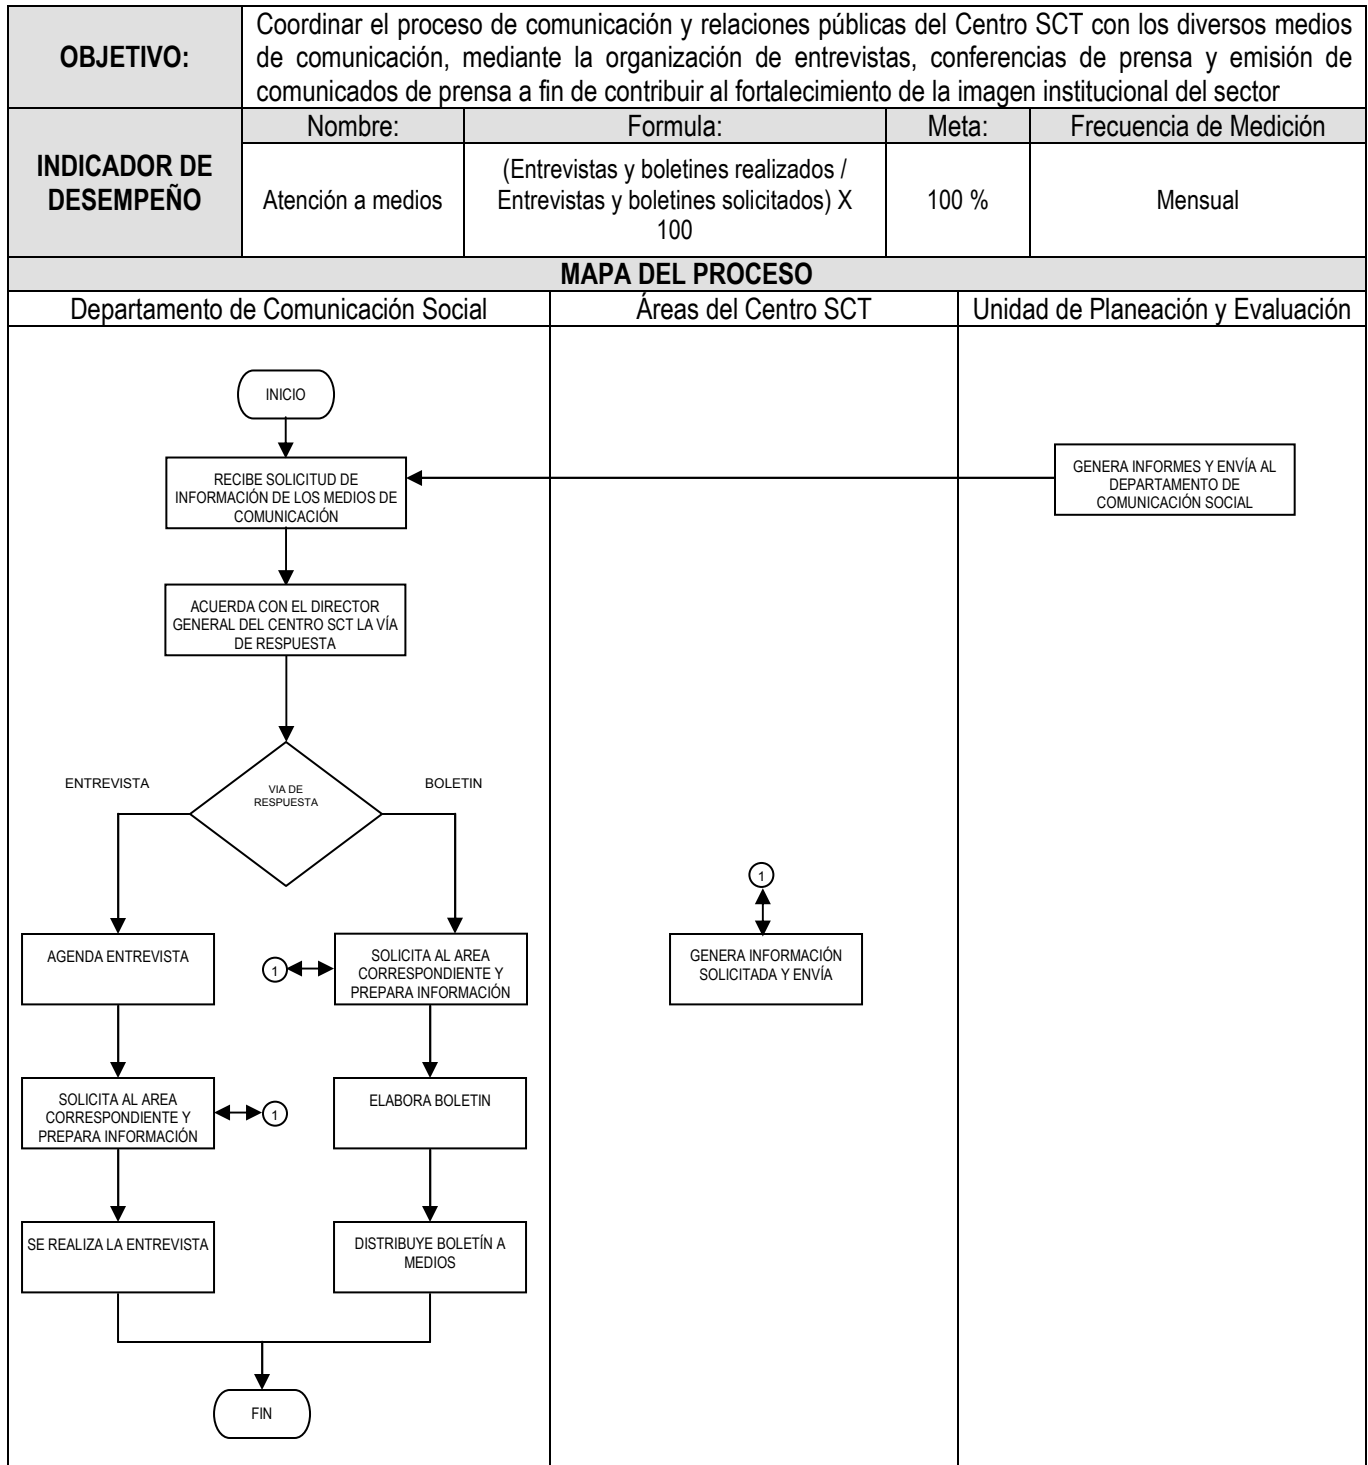 OBJETIVO:
Coordinar el proceso de comunicación y relaciones públicas del Centro SCT con los diversos medios
de comunicación, mediante la organización de entrevistas, conferencias de prensa y emisión de
comunicados de prensa a fin de contribuir al fortalecimiento de la imagen institucional del sector
INDICADOR DE
DESEMPEÑO
Nombre:
Formula:
Meta:
Frecuencia de Medición
Atención a medios
(Entrevistas y boletines realizados /
Entrevistas y boletines solicitados) X
100
100 %
Mensual
MAPA DEL PROCESO
Departamento de Comunicación Social
Áreas del Centro SCT
Unidad de Planeación y Evaluación
INICIO
RECIBE SOLICITUD DE
INFORMACIÓN DE LOS MEDIOS DE
COMUNICACIÓN
GENERA INFORMES Y ENVÍA AL
DEPARTAMENTO DE
COMUNICACIÓN SOCIAL
ACUERDA CON EL DIRECTOR
GENERAL DEL CENTRO SCT LA VÍA
DE RESPUESTA
ENTREVISTA
VIA DE
RESPUESTA
BOLETIN
1
AGENDA ENTREVISTA
1
SOLICITA AL AREA
CORRESPONDIENTE Y
PREPARA INFORMACIÓN
GENERA INFORMACIÓN
SOLICITADA Y ENVÍA
SOLICITA AL AREA
CORRESPONDIENTE Y
PREPARA INFORMACIÓN
1
ELABORA BOLETIN
SE REALIZA LA ENTREVISTA
DISTRIBUYE BOLETÍN A
MEDIOS
FIN